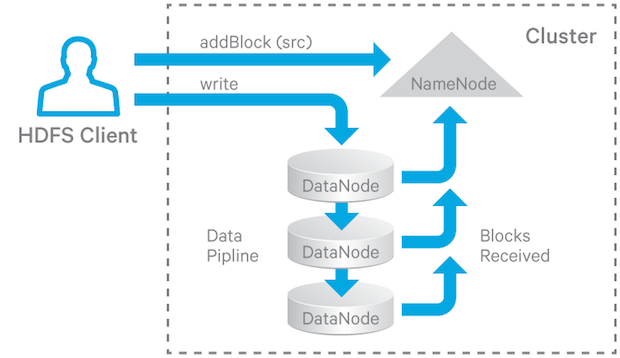 addBlock (src)
Cluster
write
NameNode
HDFS Client
DataNode
Data
Pipline
DataNode
Blocks
Received
DataNode